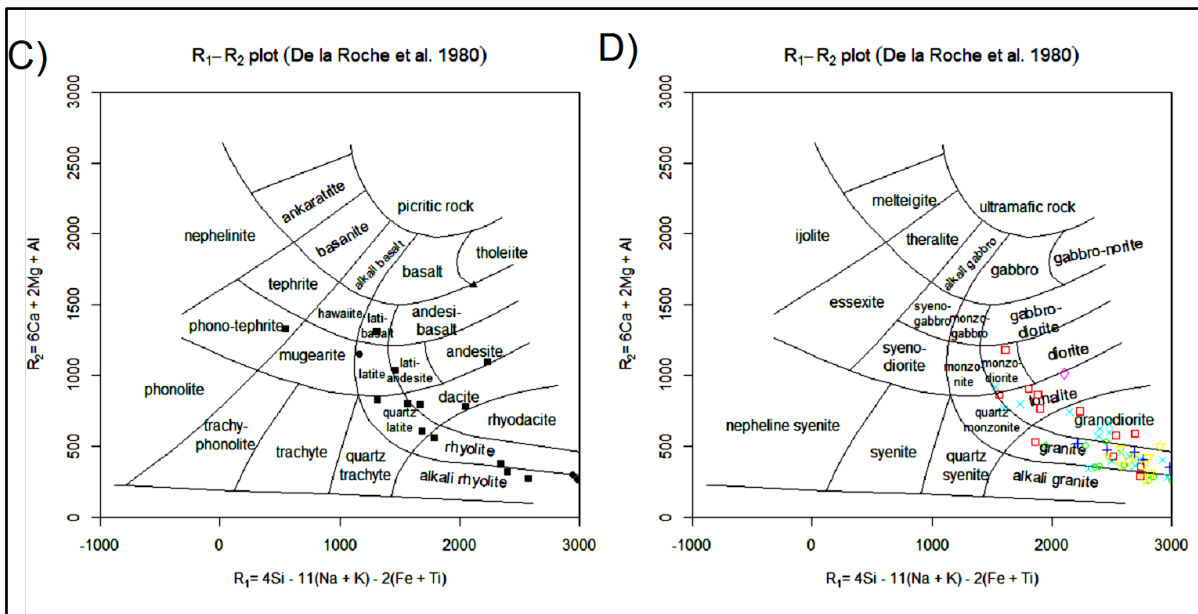 C)
R₁– R₂ plot (De la Roche et al. 1980)
R₂= 6Ca + 2Mg + Al
3000
2500
2000
1500
1000
500
0
ankaratrite
nephelinite
basanite
picritic rock
alkali basalt
tholeiite
tephrite
basalt
hawaiite
lati-
basalt
andesi-
basalt
phono-tephrite
mugearite
andesite
latite
lati-
andesite
phonolite
dacite
quartz
latite
rhyodacite
trachy-
phonolite
trachyte
quartz
trachyte
rhyolite
alkali rhyolite
-1000
0
1000
2000
3000
R₁= 4Si - 11(Na + K) - 2(Fe + Ti)
D)
R₁– R₂ plot (De la Roche et al. 1980)
R₂= 6Ca + 2Mg + Al
3000
2500
2000
1500
1000
500
0
melteigite
ultramafic rock
ijolite
theralite
alkali gabbro
gabbro-norite
gabbro
essexite
syeno-
gabbro
monzo-
gabbro
gabbro-
diorite
syeno-
diorite
diorite
monzo-
nite
monzo-
diorite
tonalite
quartz
monzonite
granodiorite
nepheline syenite
syenite
quartz
syenite
granite
alkali granite
-1000
0
1000
2000
3000
R₁= 4Si - 11(Na + K) - 2(Fe + Ti)